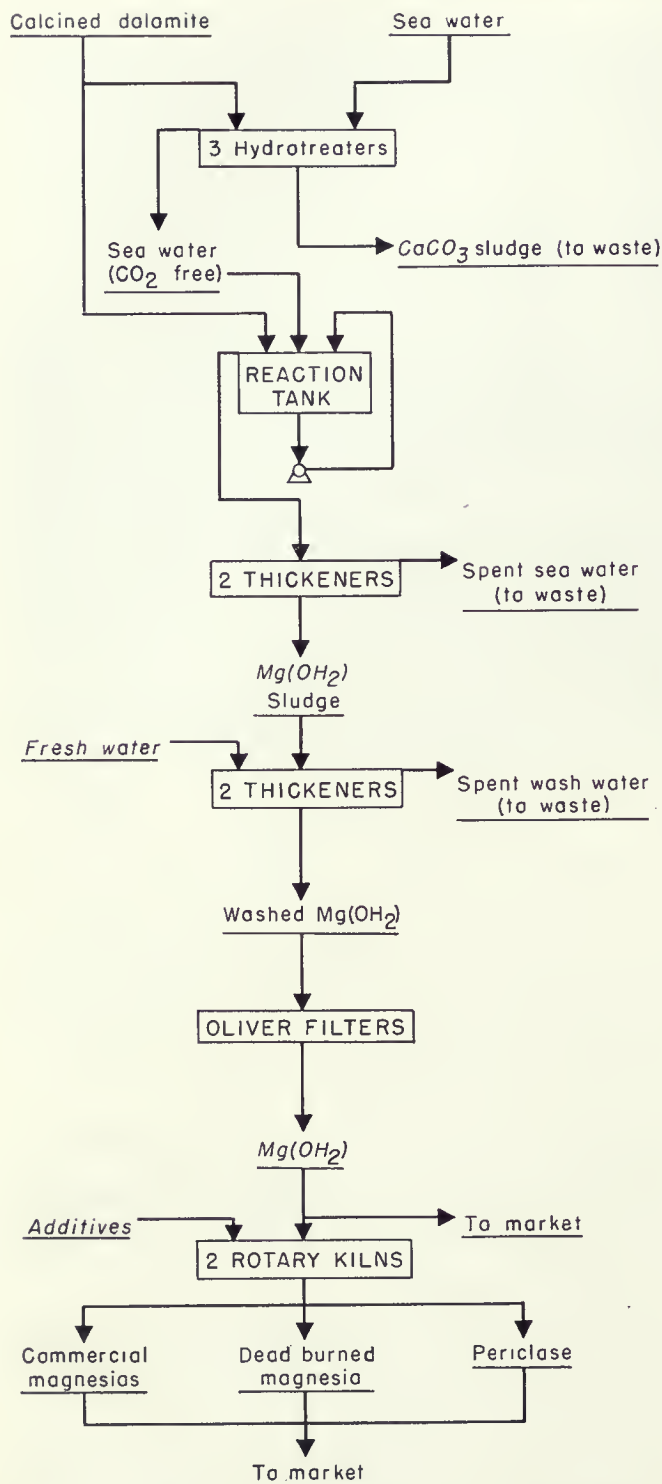 Calcined dolomite
Sea water
3 Hydrotreaters
Sea water
(CO2 free)
CaCO3 sludge (to waste)
REACTION
TANK
2 THICKENERS
Spent sea water
(to waste)
Mg(OH2)
Sludge
Fresh water
2 THICKENERS
Spent wash water
(to waste)
Washed Mg(OH2)
OLIVER FILTERS
Mg(OH2)
Additives
To market
2 ROTARY KILNS
Commercial
magnesias
Dead burned
magnesia
Periclase
To market